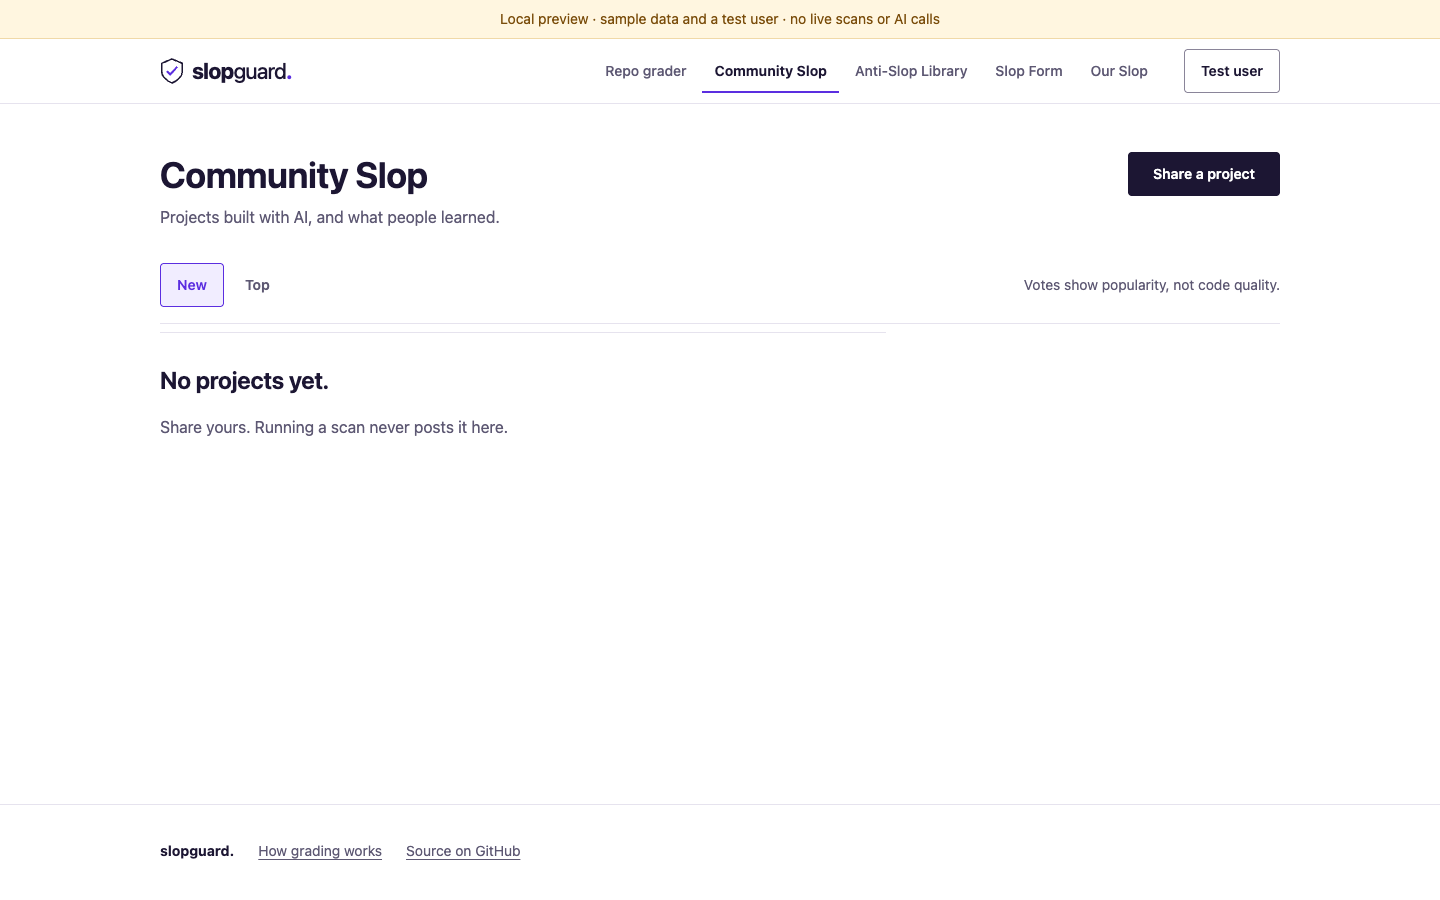 Local preview · sample data and a test user · no live scans or AI calls
slopguard.
Repo grader
Community Slop
Anti-Slop Library
Slop Form
Our Slop
Test user
Community Slop
Share a project
Projects built with AI, and what people learned.
New
Top
Votes show popularity, not code quality.
No projects yet.
Share yours. Running a scan never posts it here.
slopguard.
How grading works
Source on GitHub